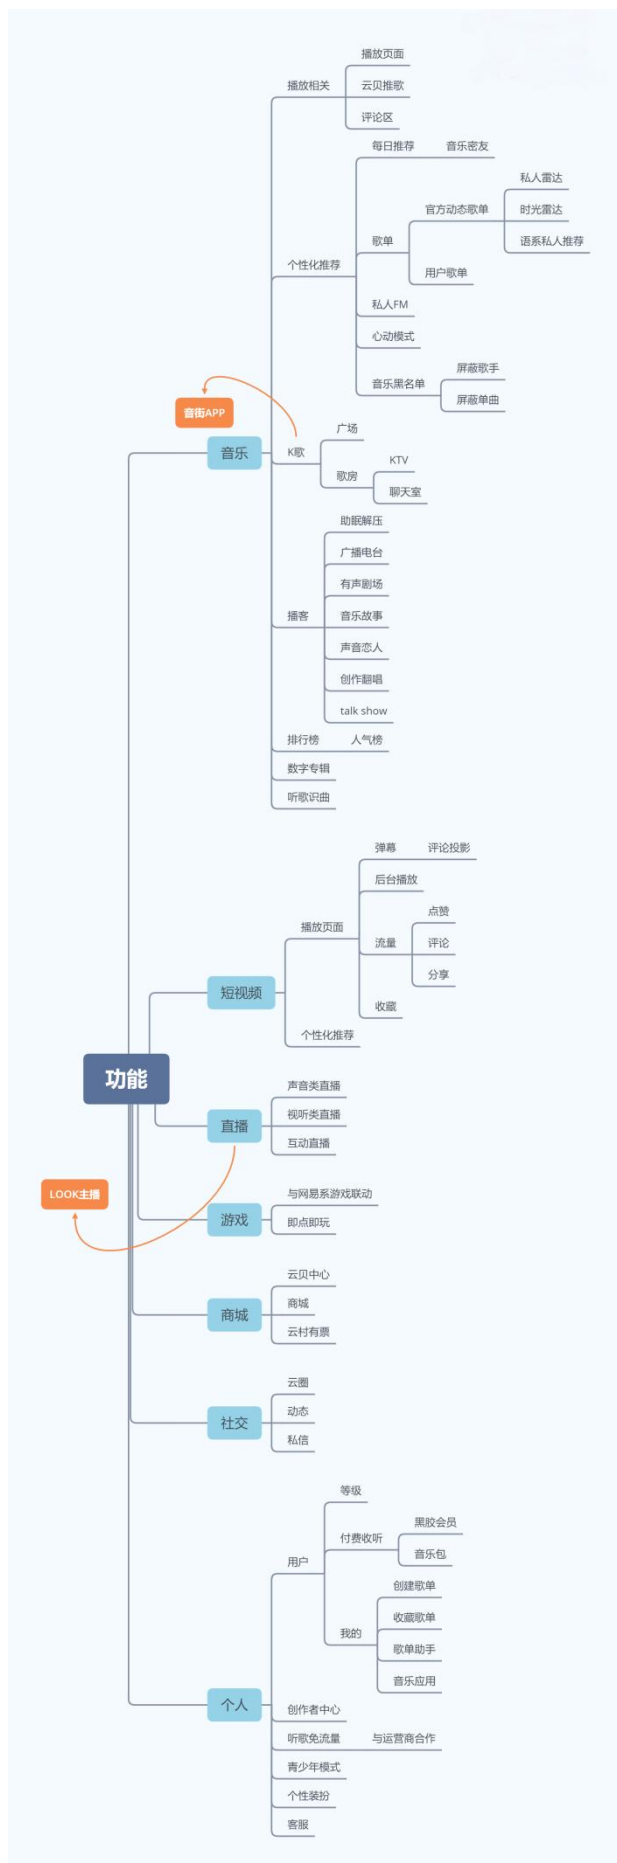 播放页面
播放相关
云贝推歌
评论区
每日推荐
音乐密友
私人雷达
官方动态歌单
时光雷达
歌单
语系私人推荐
个性化推荐
用户歌单
私人FM
心动模式
屏蔽歌手
音乐黑名单
屏蔽单曲
音街APP
广场
音乐
K歌
KTV
歌房
聊天室
助眠解压
广播电台
有声剧场
播客
音乐故事
声音恋人
创作翻唱
talk show
排行榜
人气榜
数字专辑
听歌识曲
弹幕
评论投影
后台播放
点赞
播放页面
流量
评论
分享
短视频
收藏
个性化推荐
功能
声音类直播
直播
视听类直播
互动直播
LOOK主播
与网易系游戏联动
游戏
即点即玩
云贝中心
商城
商城
云村有票
云圈
社交
动态
私信
等级
黑胶会员
付费收听
音乐包
用户
创建歌单
收藏歌单
我的
歌单助手
音乐应用
个人
创作者中心
听歌免流量
与运营商合作
青少年模式
个性装扮
客服